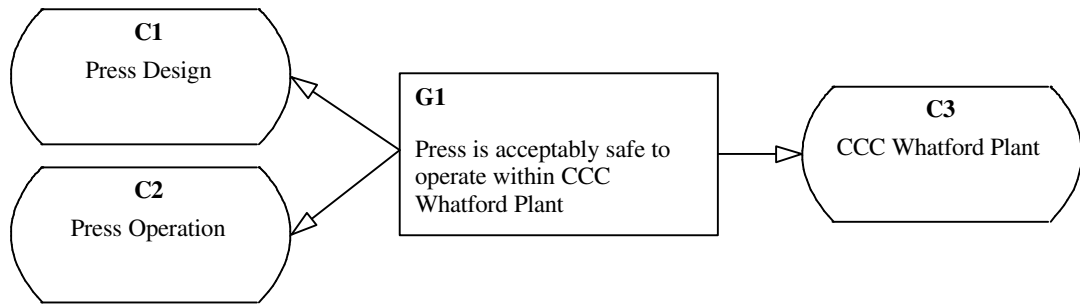 C1
Press Design
C2
Press Operation
G1
Press is acceptably safe to
operate within CCC
Whatford Plant
C3
CCC Whatford Plant